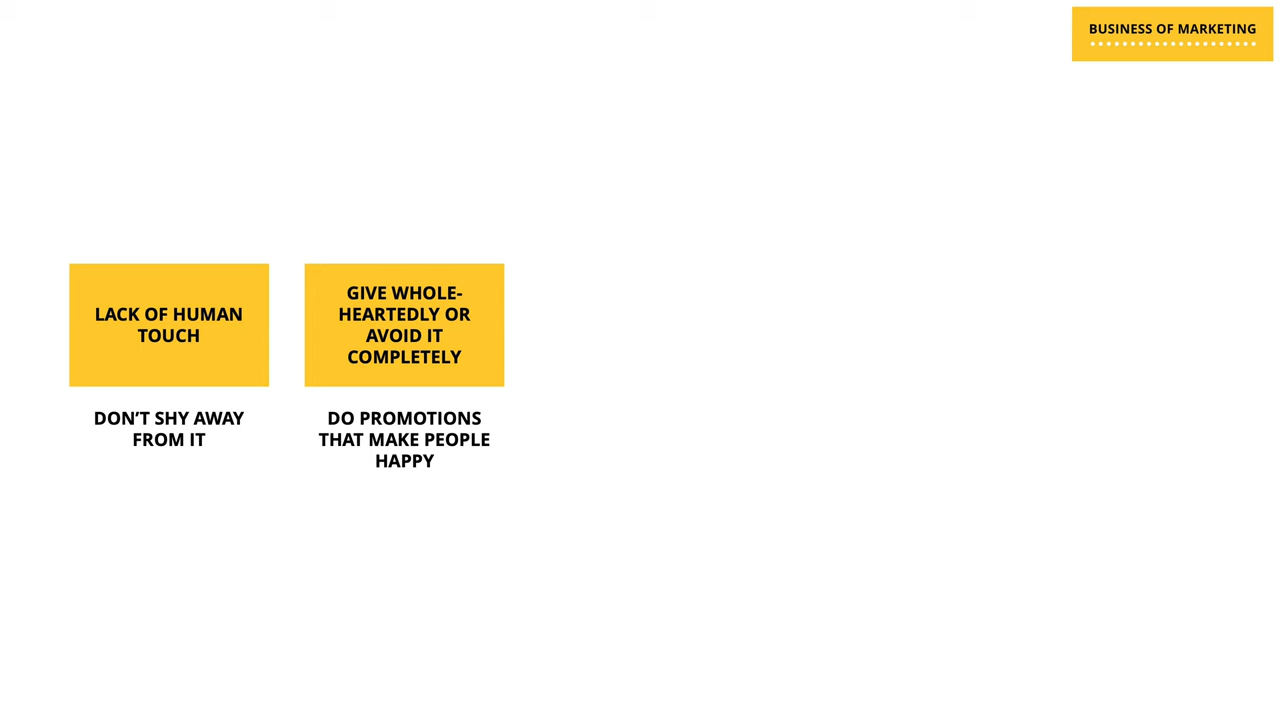 BUSINESS OF MARKETING
LACK OF HUMAN
TOUCH
DON'T SHY AWAY
FROM IT
GIVE WHOLE-
HEARTEDLY OR
AVOID IT
COMPLETELY
DO PROMOTIONS
THAT MAKE PEOPLE
HAPPY